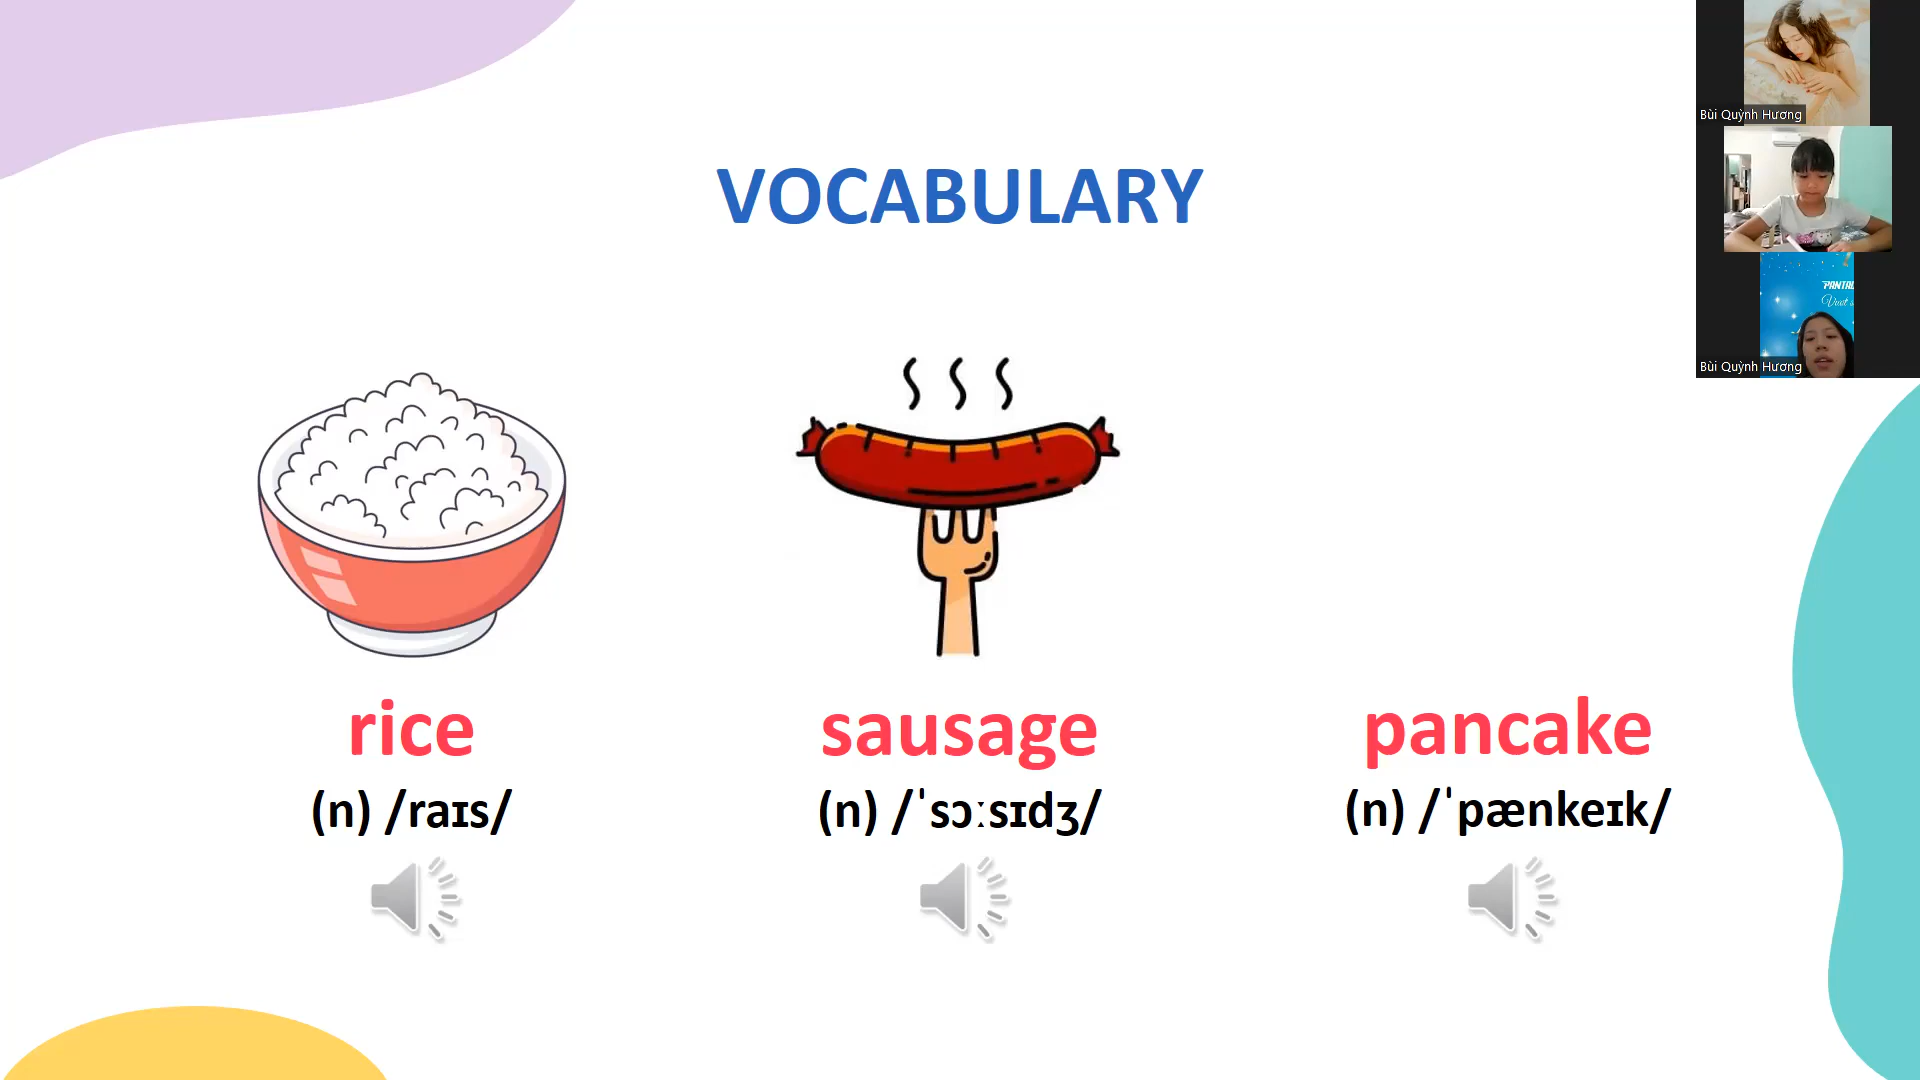 VOCABULARY
rice
(n) /raɪs/
sausage
(n) /ˈsɔːsɪdʒ/
pancake
(n) /ˈpænkeɪk/
Bùi Quỳnh Hương
Bùi Quỳnh Hương